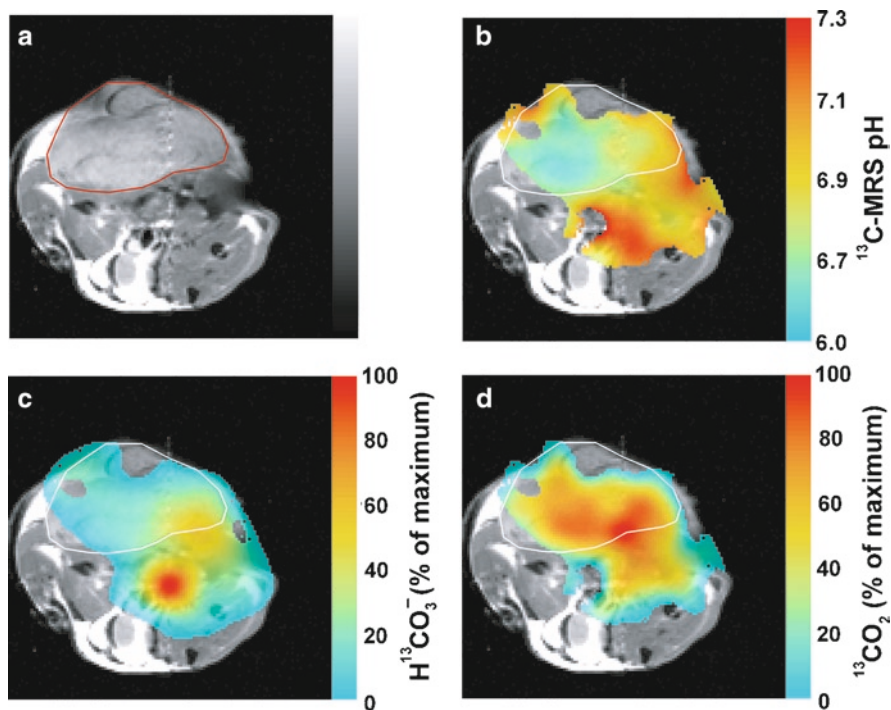 a
b
7.3
7.1
6.9
6.7
6.0
¹³C-MRS pH
c
100
80
60
40
20
0
H¹³CO₃⁻ (% of maximum)
d
100
80
60
40
20
0
¹³CO₂ (% of maximum)